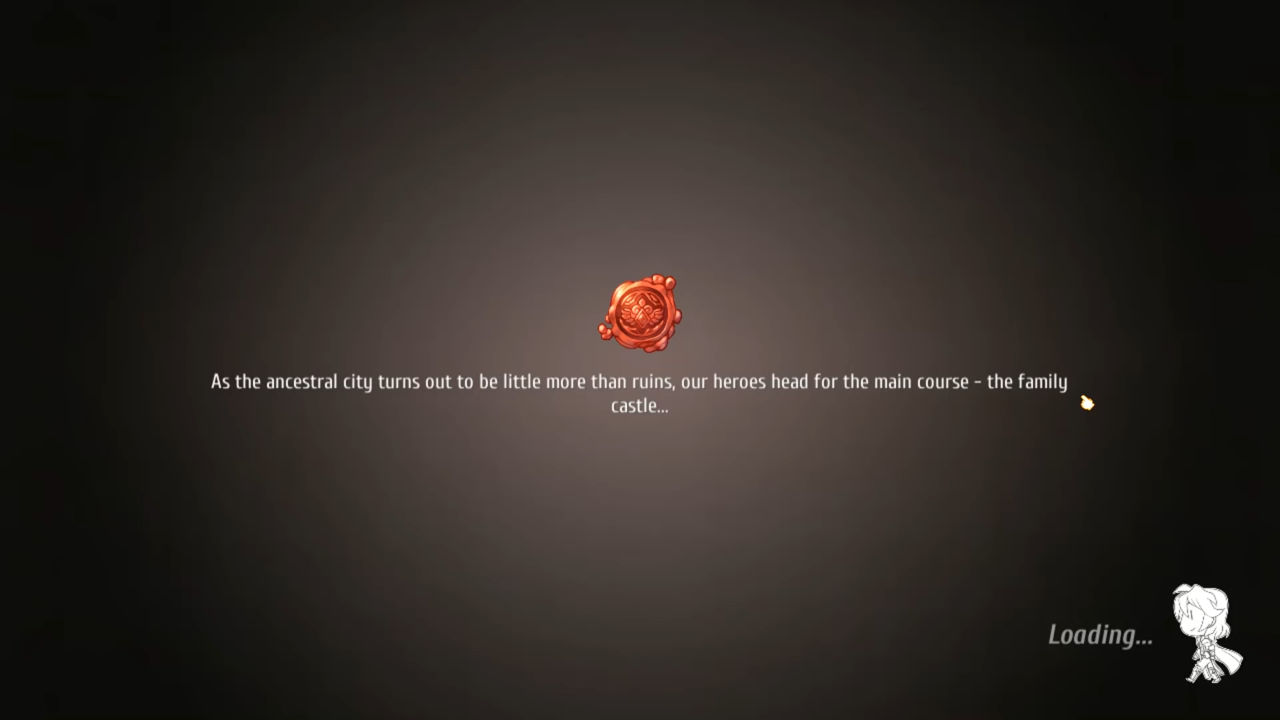 As the ancestral city turns out to be little more than ruins, our heroes head for the main course - the family
castle...
Loading...